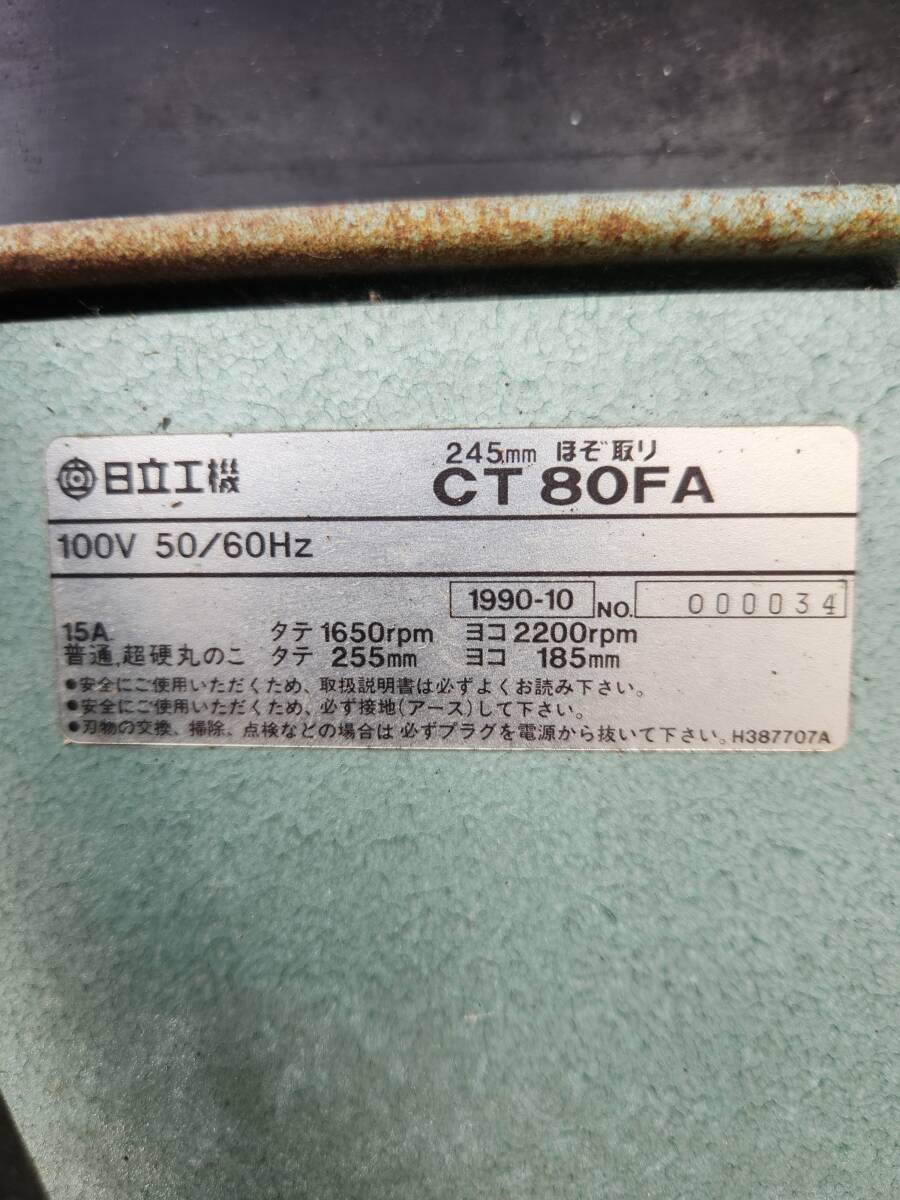 日立工機
245mm ほぞ取り
CT 80FA
100V 50/60Hz
1990-10 NO. 000034
15A. タテ 1650rpm ヨコ 2200rpm
普通,超硬丸のこ タテ 255mm ヨコ 185mm
●安全にご使用いただくため、取扱説明書は必ずよくお読み下さい。
●安全にご使用いただくため、必ず接地(アース)して下さい。
●刃物の交換、掃除、点検などの場合は必ずプラグを電源から抜いて下さい。H387707A